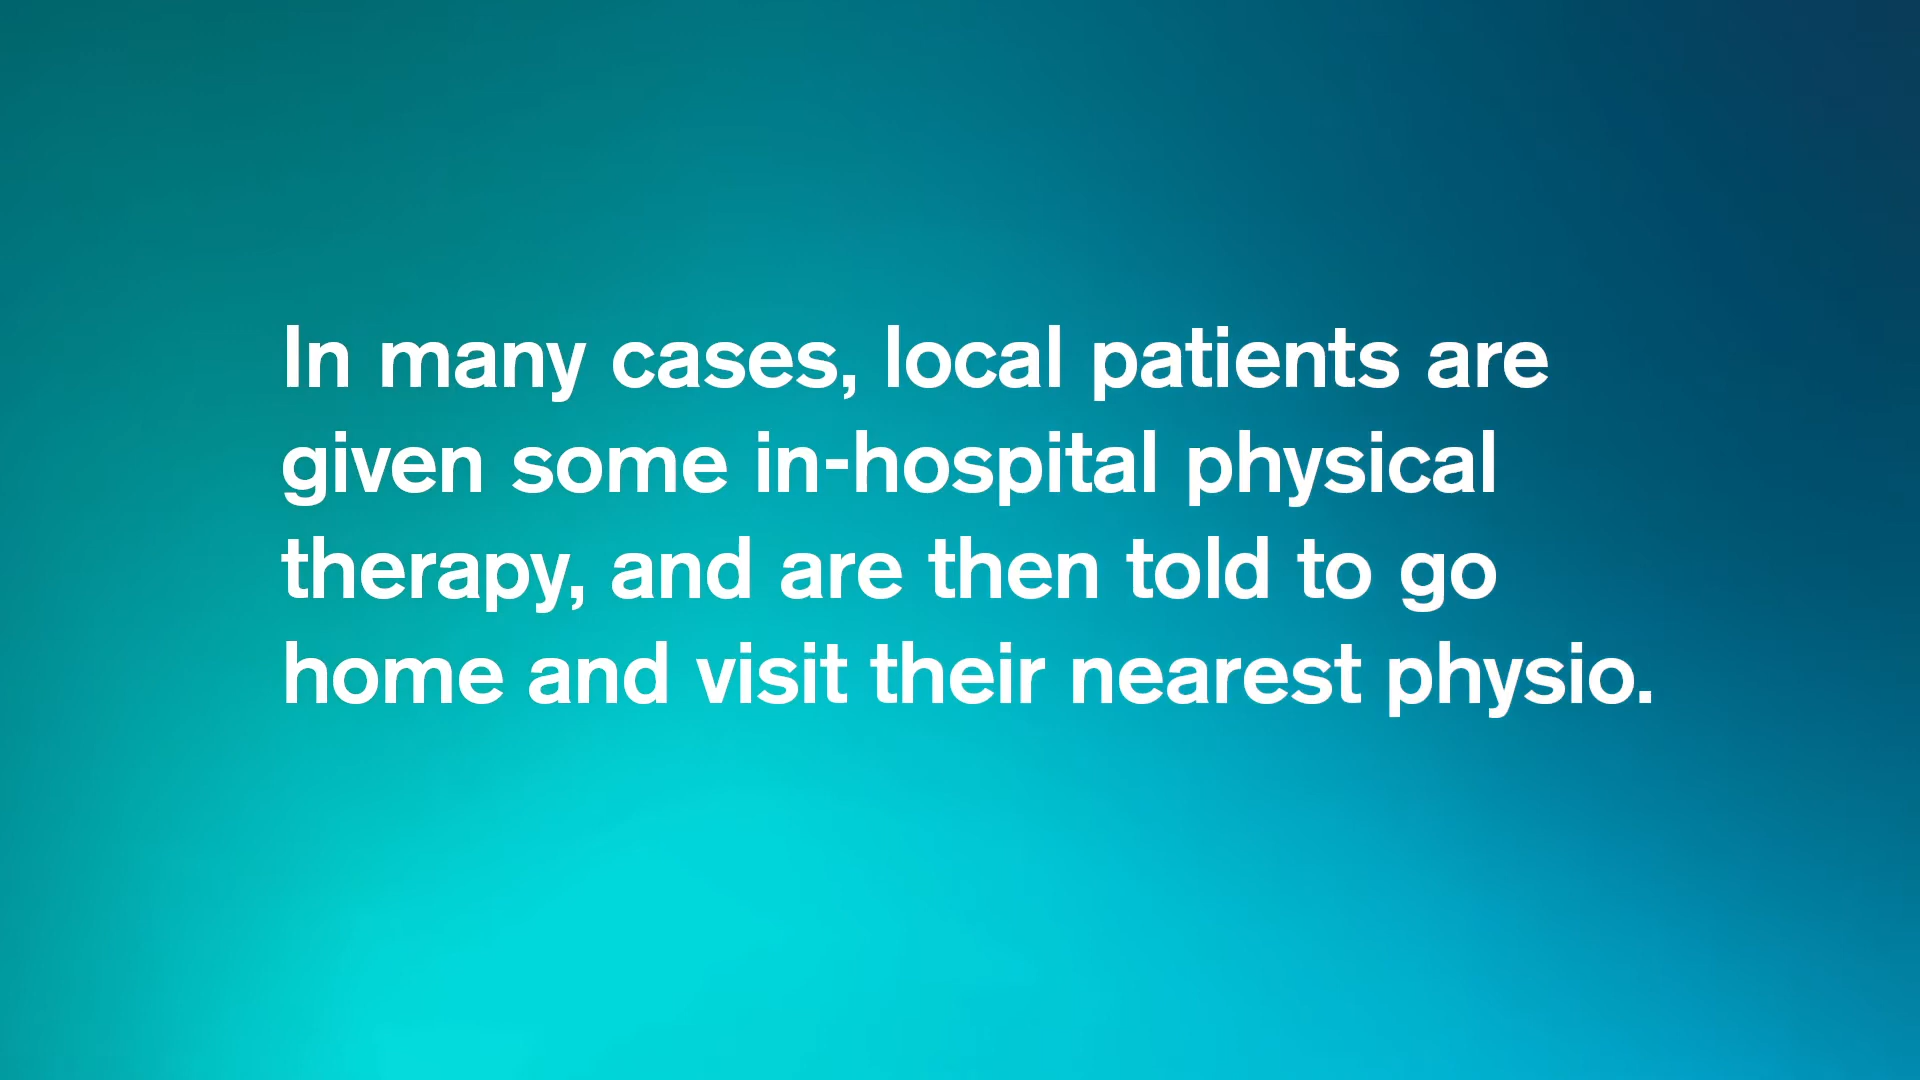 In many cases, local patients are
given some in-hospital physical
therapy, and are then told to go
home and visit their nearest physio.